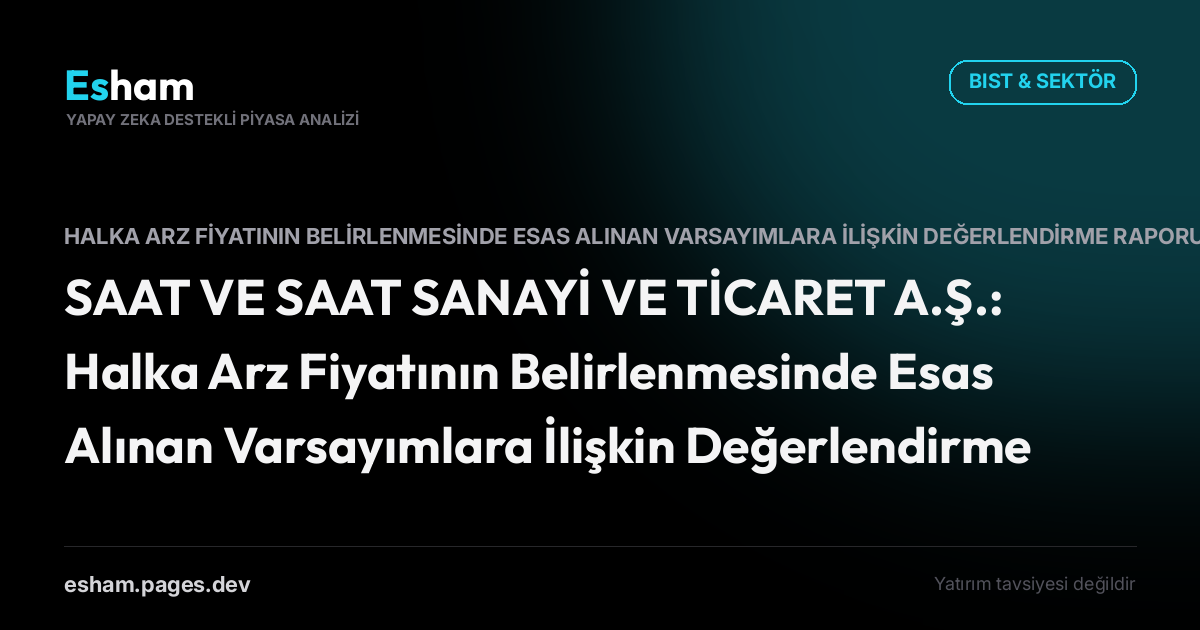 Esham
BIST & SEKTÖR
YAPAY ZEKA DESTEKLİ PİYASA ANALİZİ
HALKA ARZ FİYATININ BELİRLENMESİNDE ESAS ALINAN VARSAYIMLARA İLİŞKİN DEĞERLENDİRME RAPORU
SAAT VE SAAT SANAYİ VE TİCARET A.Ş.:
Halka Arz Fiyatının Belirlenmesinde Esas
Alınan Varsayımlara İlişkin Değerlendirme
esham.pages.dev
Yatırım tavsiyesi değildir